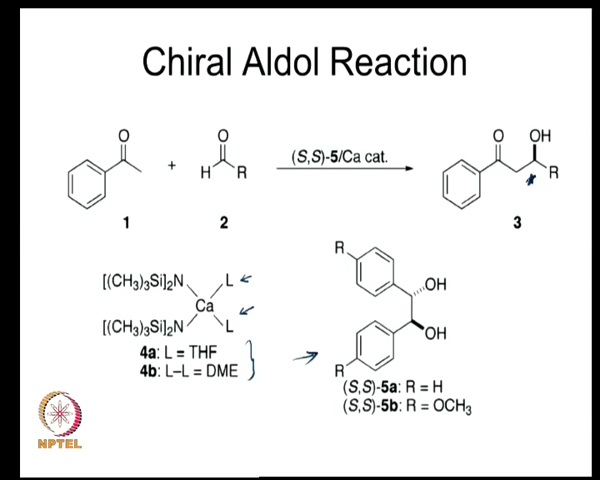 Chiral Aldol Reaction
O
O
O OH
+
H R
(S,S)-5/Ca cat.
R
1
2
3
[(CH₃)₃Si]₂N L
Ca
[(CH₃)₃Si]₂N L
4a: L = THF
4b: L–L = DME
R
OH
OH
R
(S,S)-5a: R = H
(S,S)-5b: R = OCH₃
NPTEL